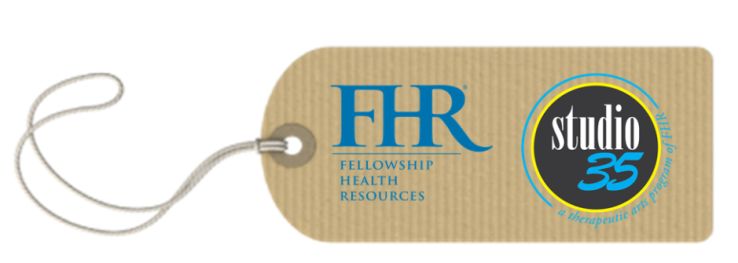 FHR®
FELLOWSHIP
HEALTH
RESOURCES
studio
35
a therapeutic arts program of FHR